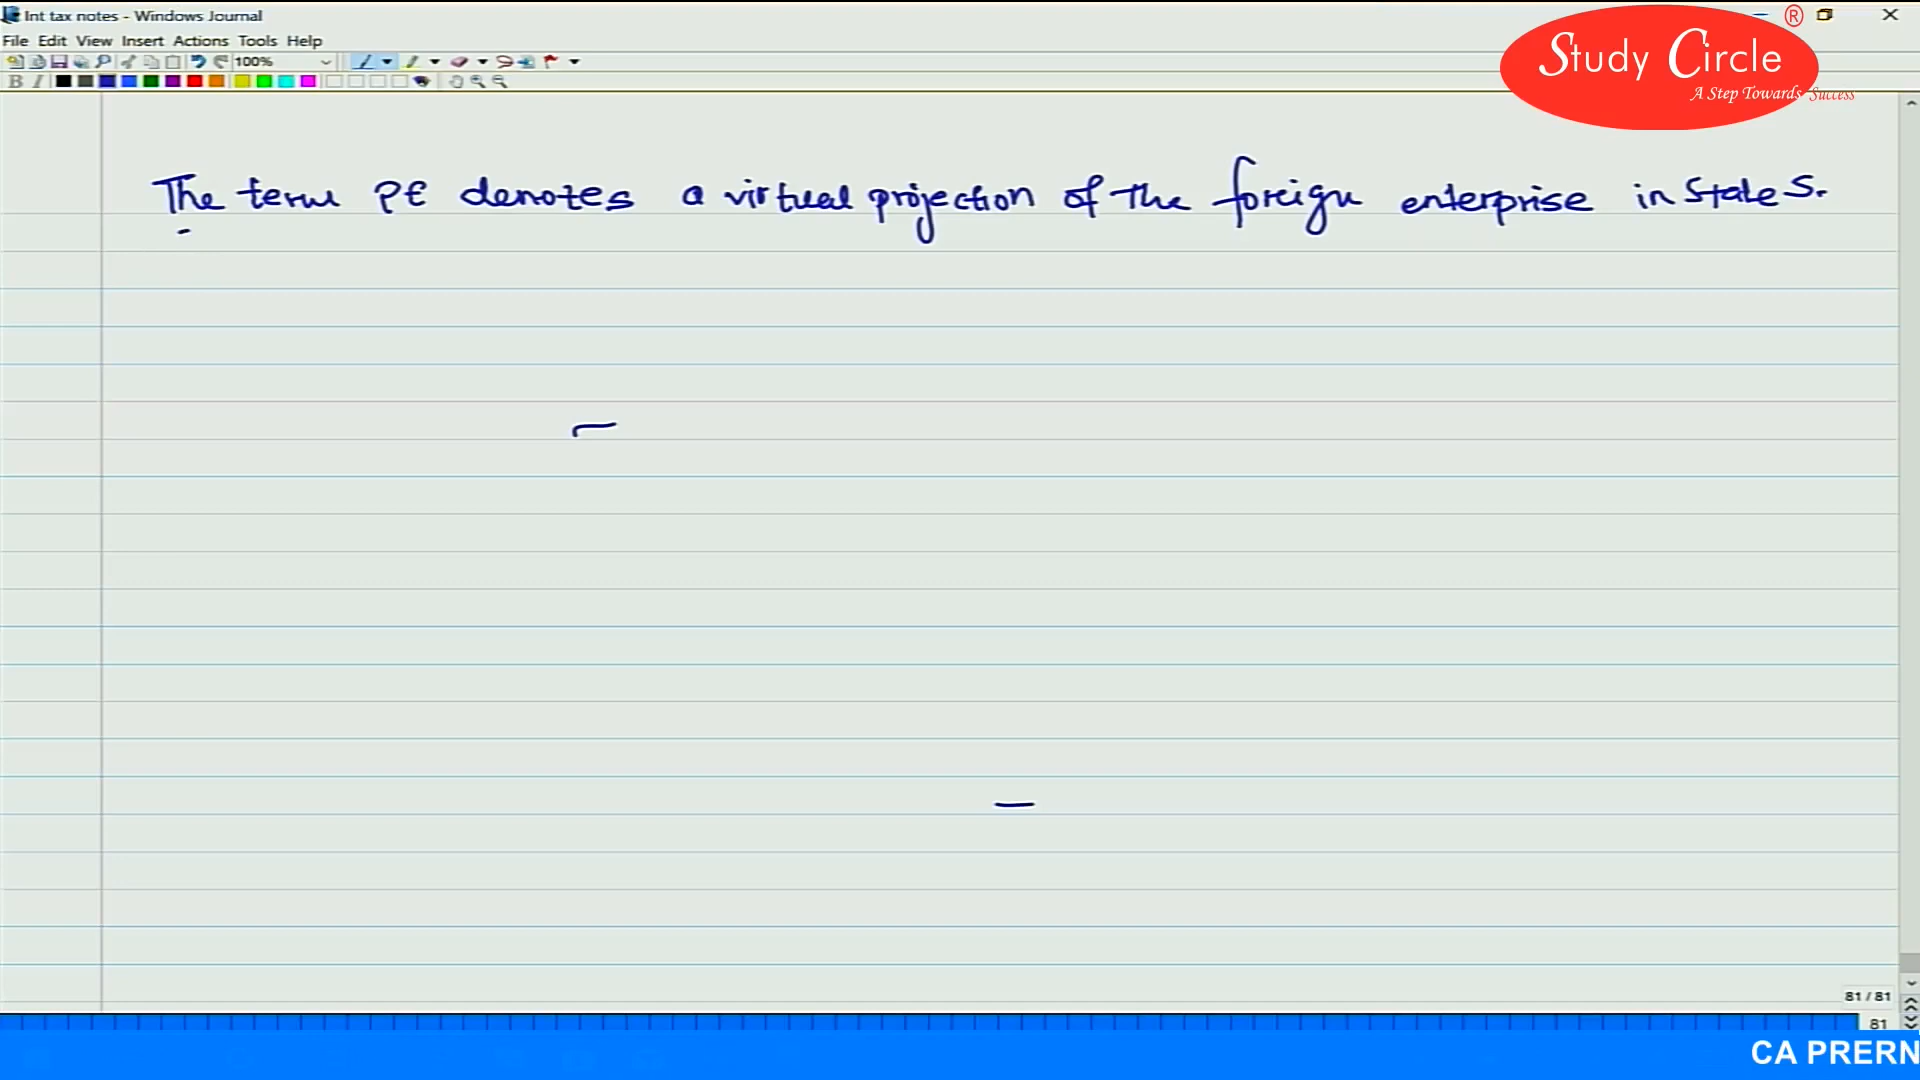 Int tax notes - Windows Journal
File Edit View Insert Actions Tools Help
100%
B I
Study Circle ®
A Step Towards Success
The term PE denotes a virtual projection of the foreign enterprise in State S.
81 / 81
81
CA PRERN